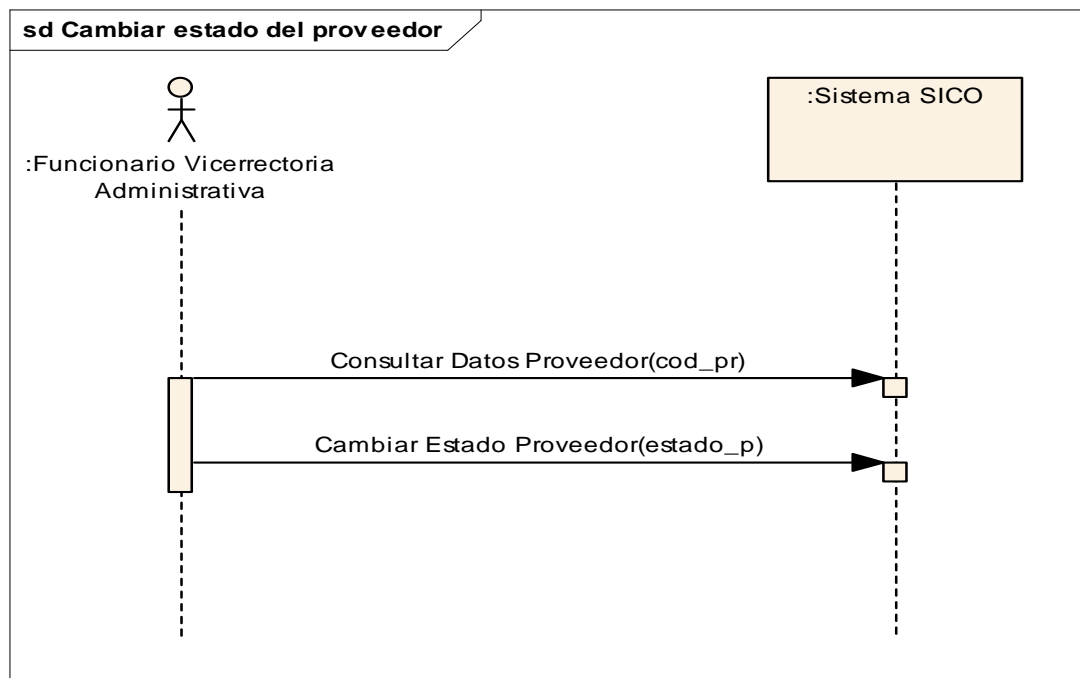 sd Cambiar estado del proveedor
:Funcionario Vicerrectoria
Administrativa
:Sistema SICO
Consultar Datos Proveedor(cod_pr)
Cambiar Estado Proveedor(estado_p)